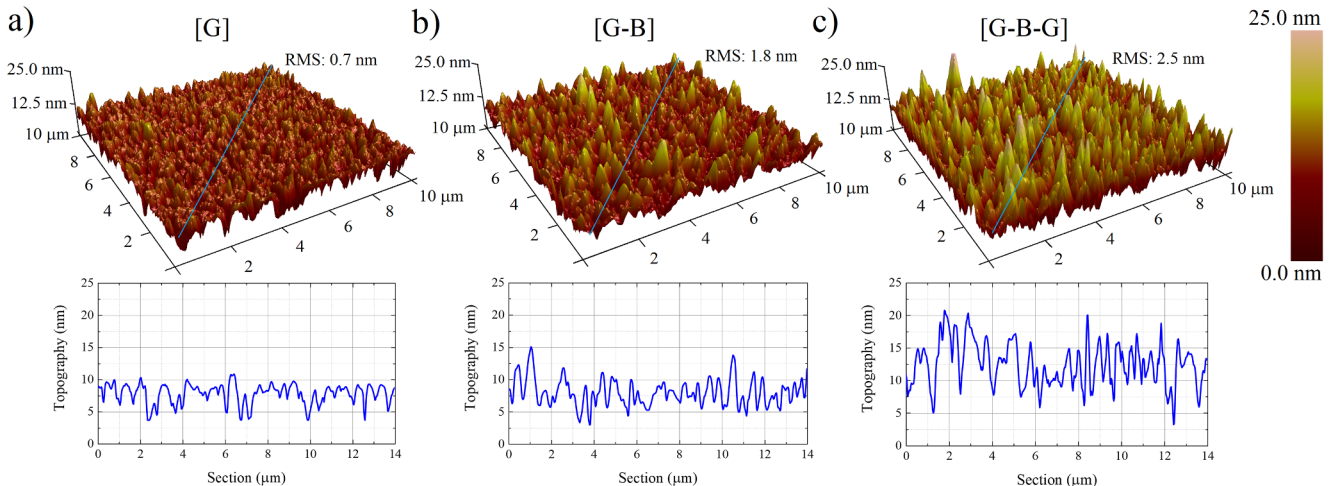 a)
[G]
RMS: 0.7 nm
25.0 nm
12.5 nm
10 µm
8
6
4
2
2
4
6
8
10 µm
b)
[G-B]
RMS: 1.8 nm
25.0 nm
12.5 nm
10 µm
8
6
4
2
2
4
6
8
10 µm
c)
[G-B-G]
RMS: 2.5 nm
25.0 nm
12.5 nm
10 µm
8
6
4
2
2
4
6
8
10 µm
25.0 nm
0.0 nm
Topography (nm)
25
20
15
10
5
0
0 2 4 6 8 10 12 14
Section (µm)
Topography (nm)
25
20
15
10
5
0
0 2 4 6 8 10 12 14
Section (µm)
Topography (nm)
25
20
15
10
5
0
0 2 4 6 8 10 12 14
Section (µm)